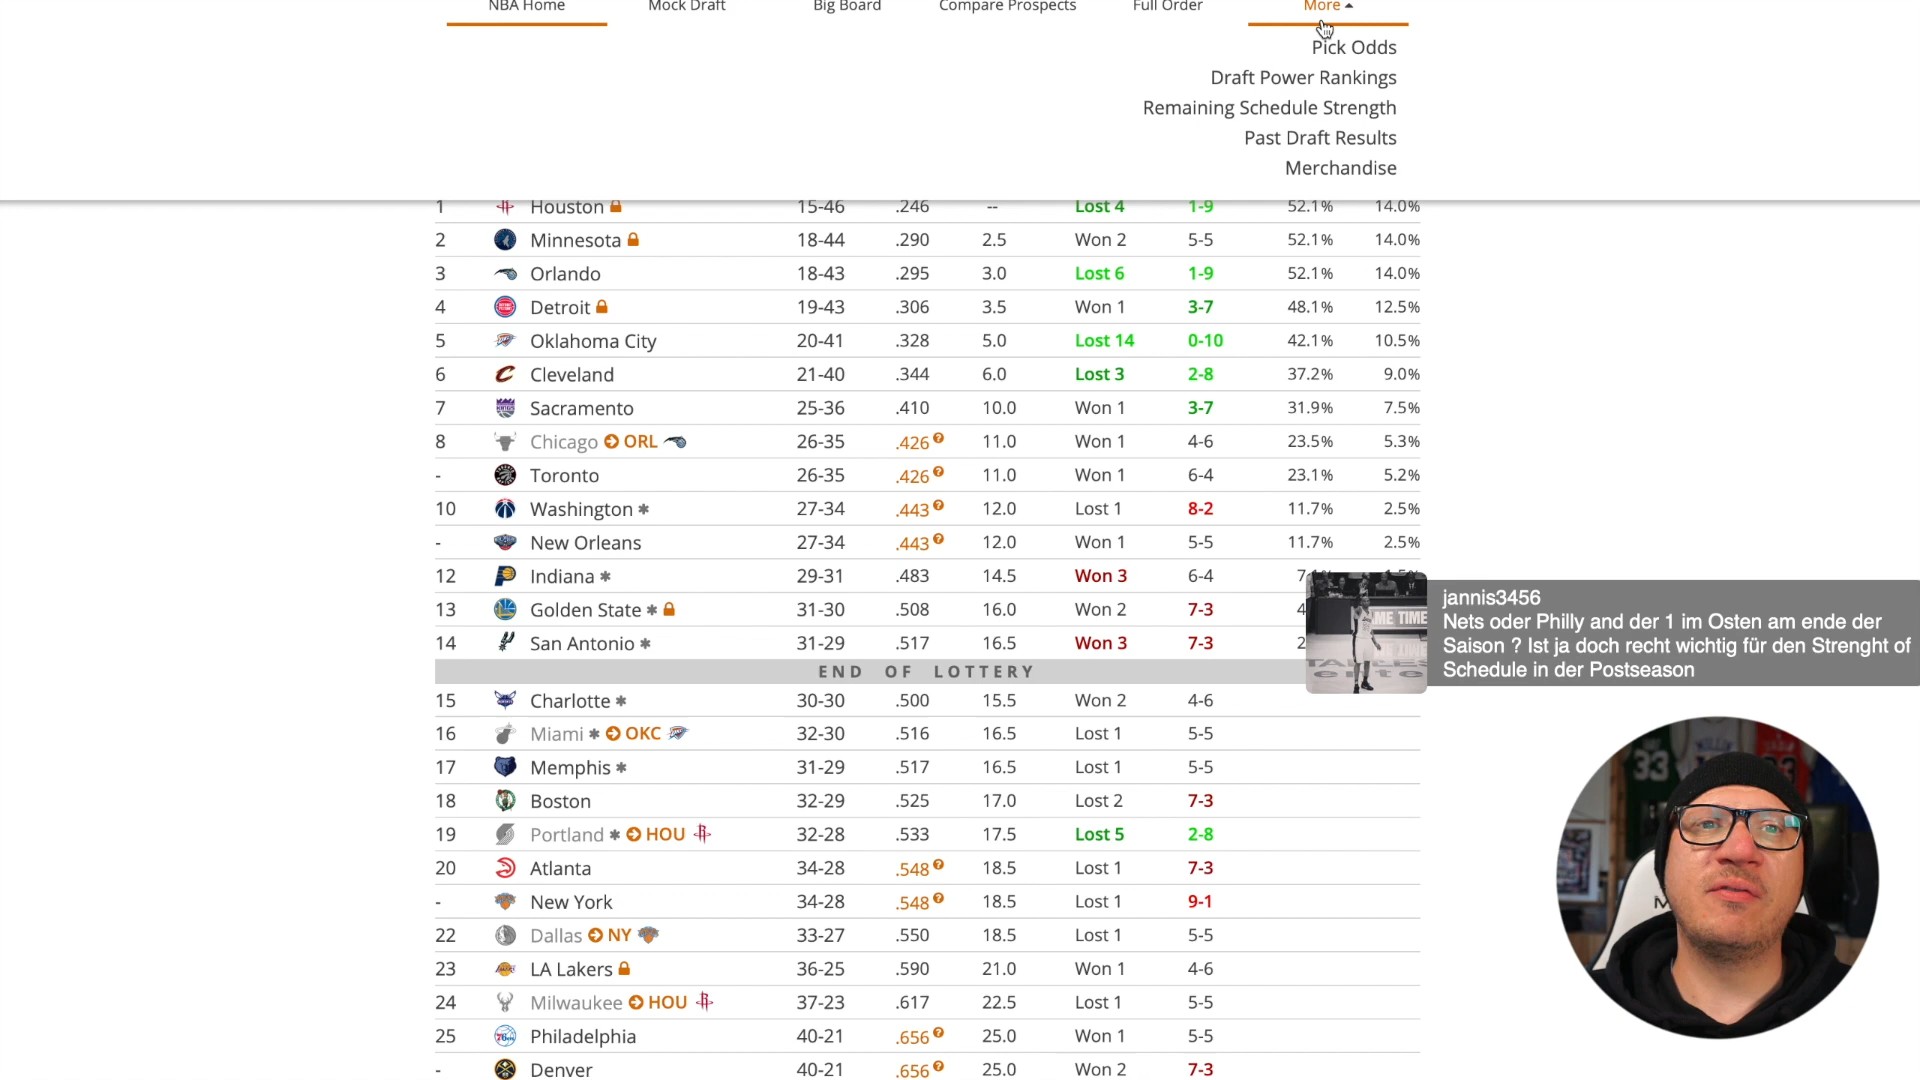 NBA Home Mock Draft Big Board Compare Prospects Full Order More
Pick Odds
Draft Power Rankings
Remaining Schedule Strength
Past Draft Results
Merchandise
1 Houston 15-46 .246 -- Lost 4 1-9 52.1% 14.0%
2 Minnesota 18-44 .290 2.5 Won 2 5-5 52.1% 14.0%
3 Orlando 18-43 .295 3.0 Lost 6 1-9 52.1% 14.0%
4 Detroit 19-43 .306 3.5 Won 1 3-7 48.1% 12.5%
5 Oklahoma City 20-41 .328 5.0 Lost 14 0-10 42.1% 10.5%
6 Cleveland 21-40 .344 6.0 Lost 3 2-8 37.2% 9.0%
7 Sacramento 25-36 .410 10.0 Won 1 3-7 31.9% 7.5%
8 Chicago ORL 26-35 .426 11.0 Won 1 4-6 23.5% 5.3%
- Toronto 26-35 .426 11.0 Won 1 6-4 23.1% 5.2%
10 Washington * 27-34 .443 12.0 Lost 1 8-2 11.7% 2.5%
- New Orleans 27-34 .443 12.0 Won 1 5-5 11.7% 2.5%
12 Indiana * 29-31 .483 14.5 Won 3 6-4
13 Golden State * 31-30 .508 16.0 Won 2 7-3
14 San Antonio * 31-29 .517 16.5 Won 3 7-3
END OF LOTTERY
15 Charlotte * 30-30 .500 15.5 Won 2 4-6
16 Miami * OKC 32-30 .516 16.5 Lost 1 5-5
17 Memphis * 31-29 .517 16.5 Lost 1 5-5
18 Boston 32-29 .525 17.0 Lost 2 7-3
19 Portland * HOU 32-28 .533 17.5 Lost 5 2-8
20 Atlanta 34-28 .548 18.5 Lost 1 7-3
- New York 34-28 .548 18.5 Lost 1 9-1
22 Dallas NY 33-27 .550 18.5 Lost 1 5-5
23 LA Lakers 36-25 .590 21.0 Won 1 4-6
24 Milwaukee HOU 37-23 .617 22.5 Lost 1 5-5
25 Philadelphia 40-21 .656 25.0 Won 1 5-5
- Denver 40-21 .656 25.0 Won 2 7-3
jannis3456
Nets oder Philly and der 1 im Osten am ende der
Saison ? Ist ja doch recht wichtig für den Strenght of
Schedule in der Postseason
33